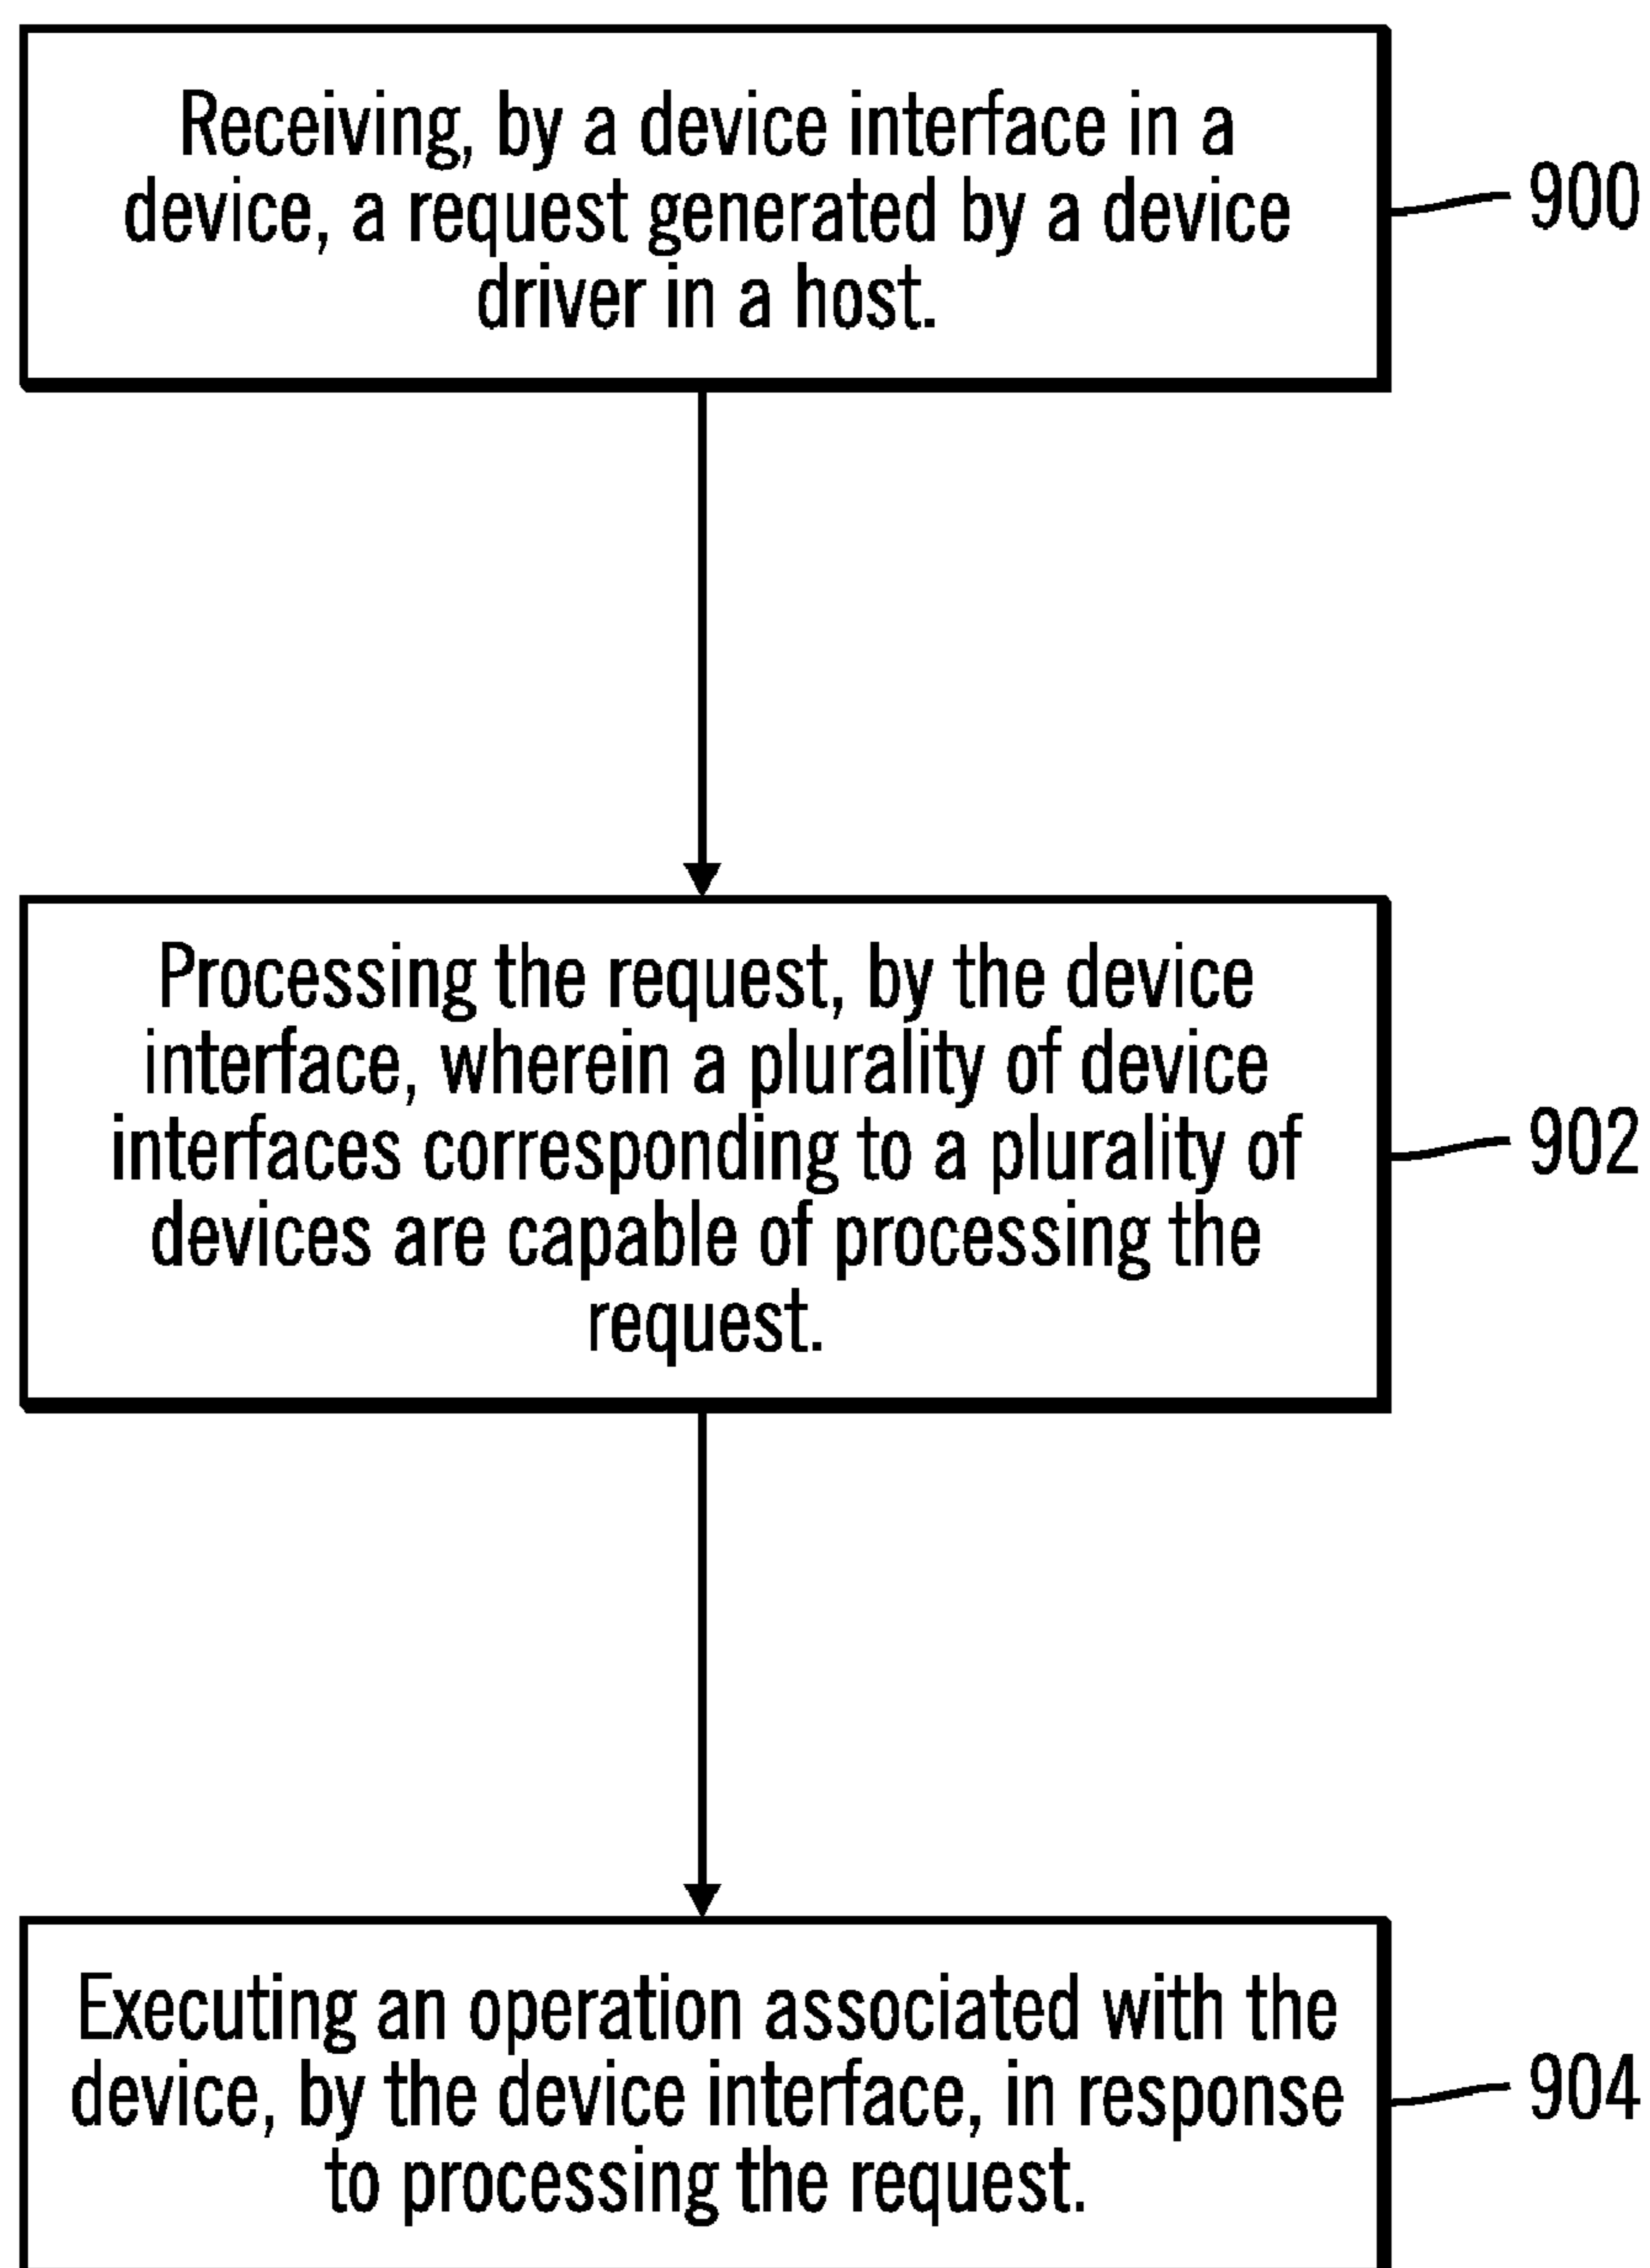 Receiving, by a device interface in a
device, a request generated by a device
driver in a host.
900
Processing the request, by the device
interface, wherein a plurality of device
interfaces corresponding to a plurality of
devices are capable of processing the
request.
902
Executing an operation associated with the
device, by the device interface, in response
to processing the request.
904